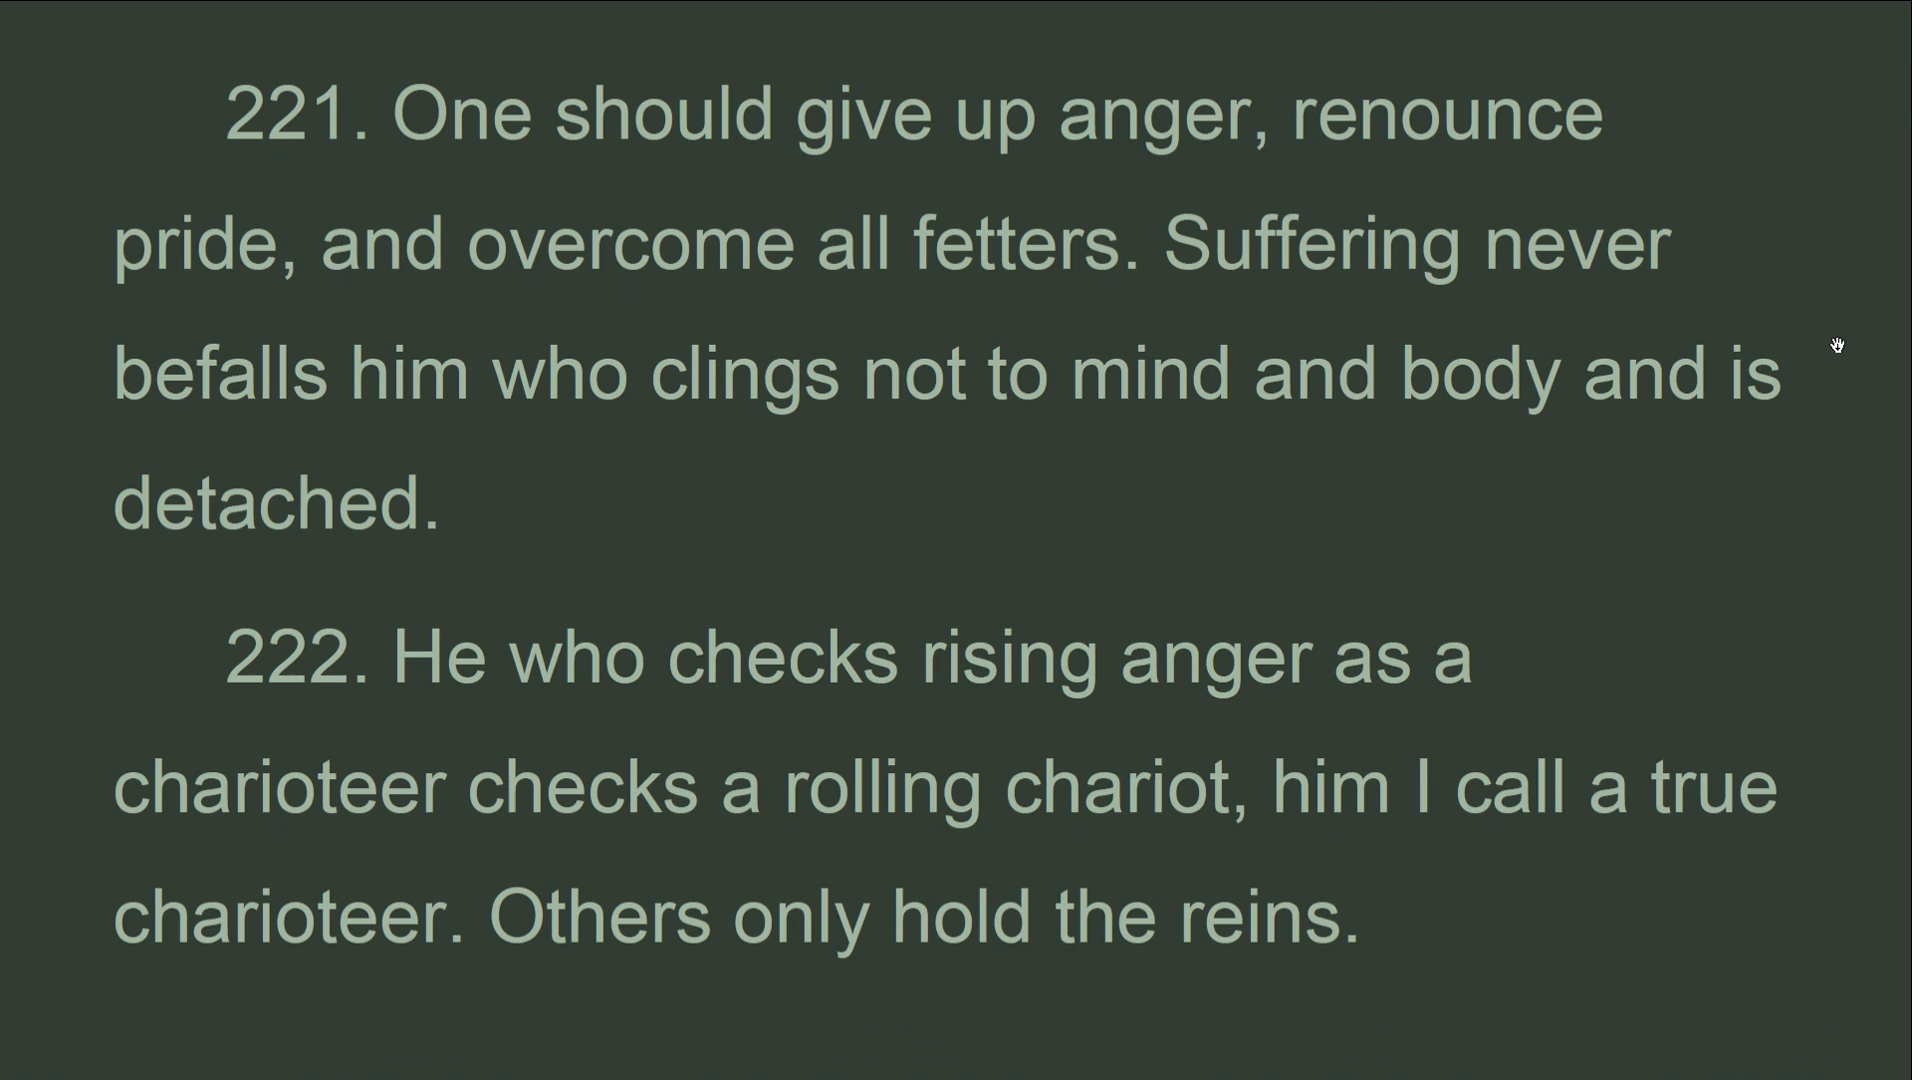 221. One should give up anger, renounce
pride, and overcome all fetters. Suffering never
befalls him who clings not to mind and body and is
detached.
222. He who checks rising anger as a
charioteer checks a rolling chariot, him I call a true
charioteer. Others only hold the reins.